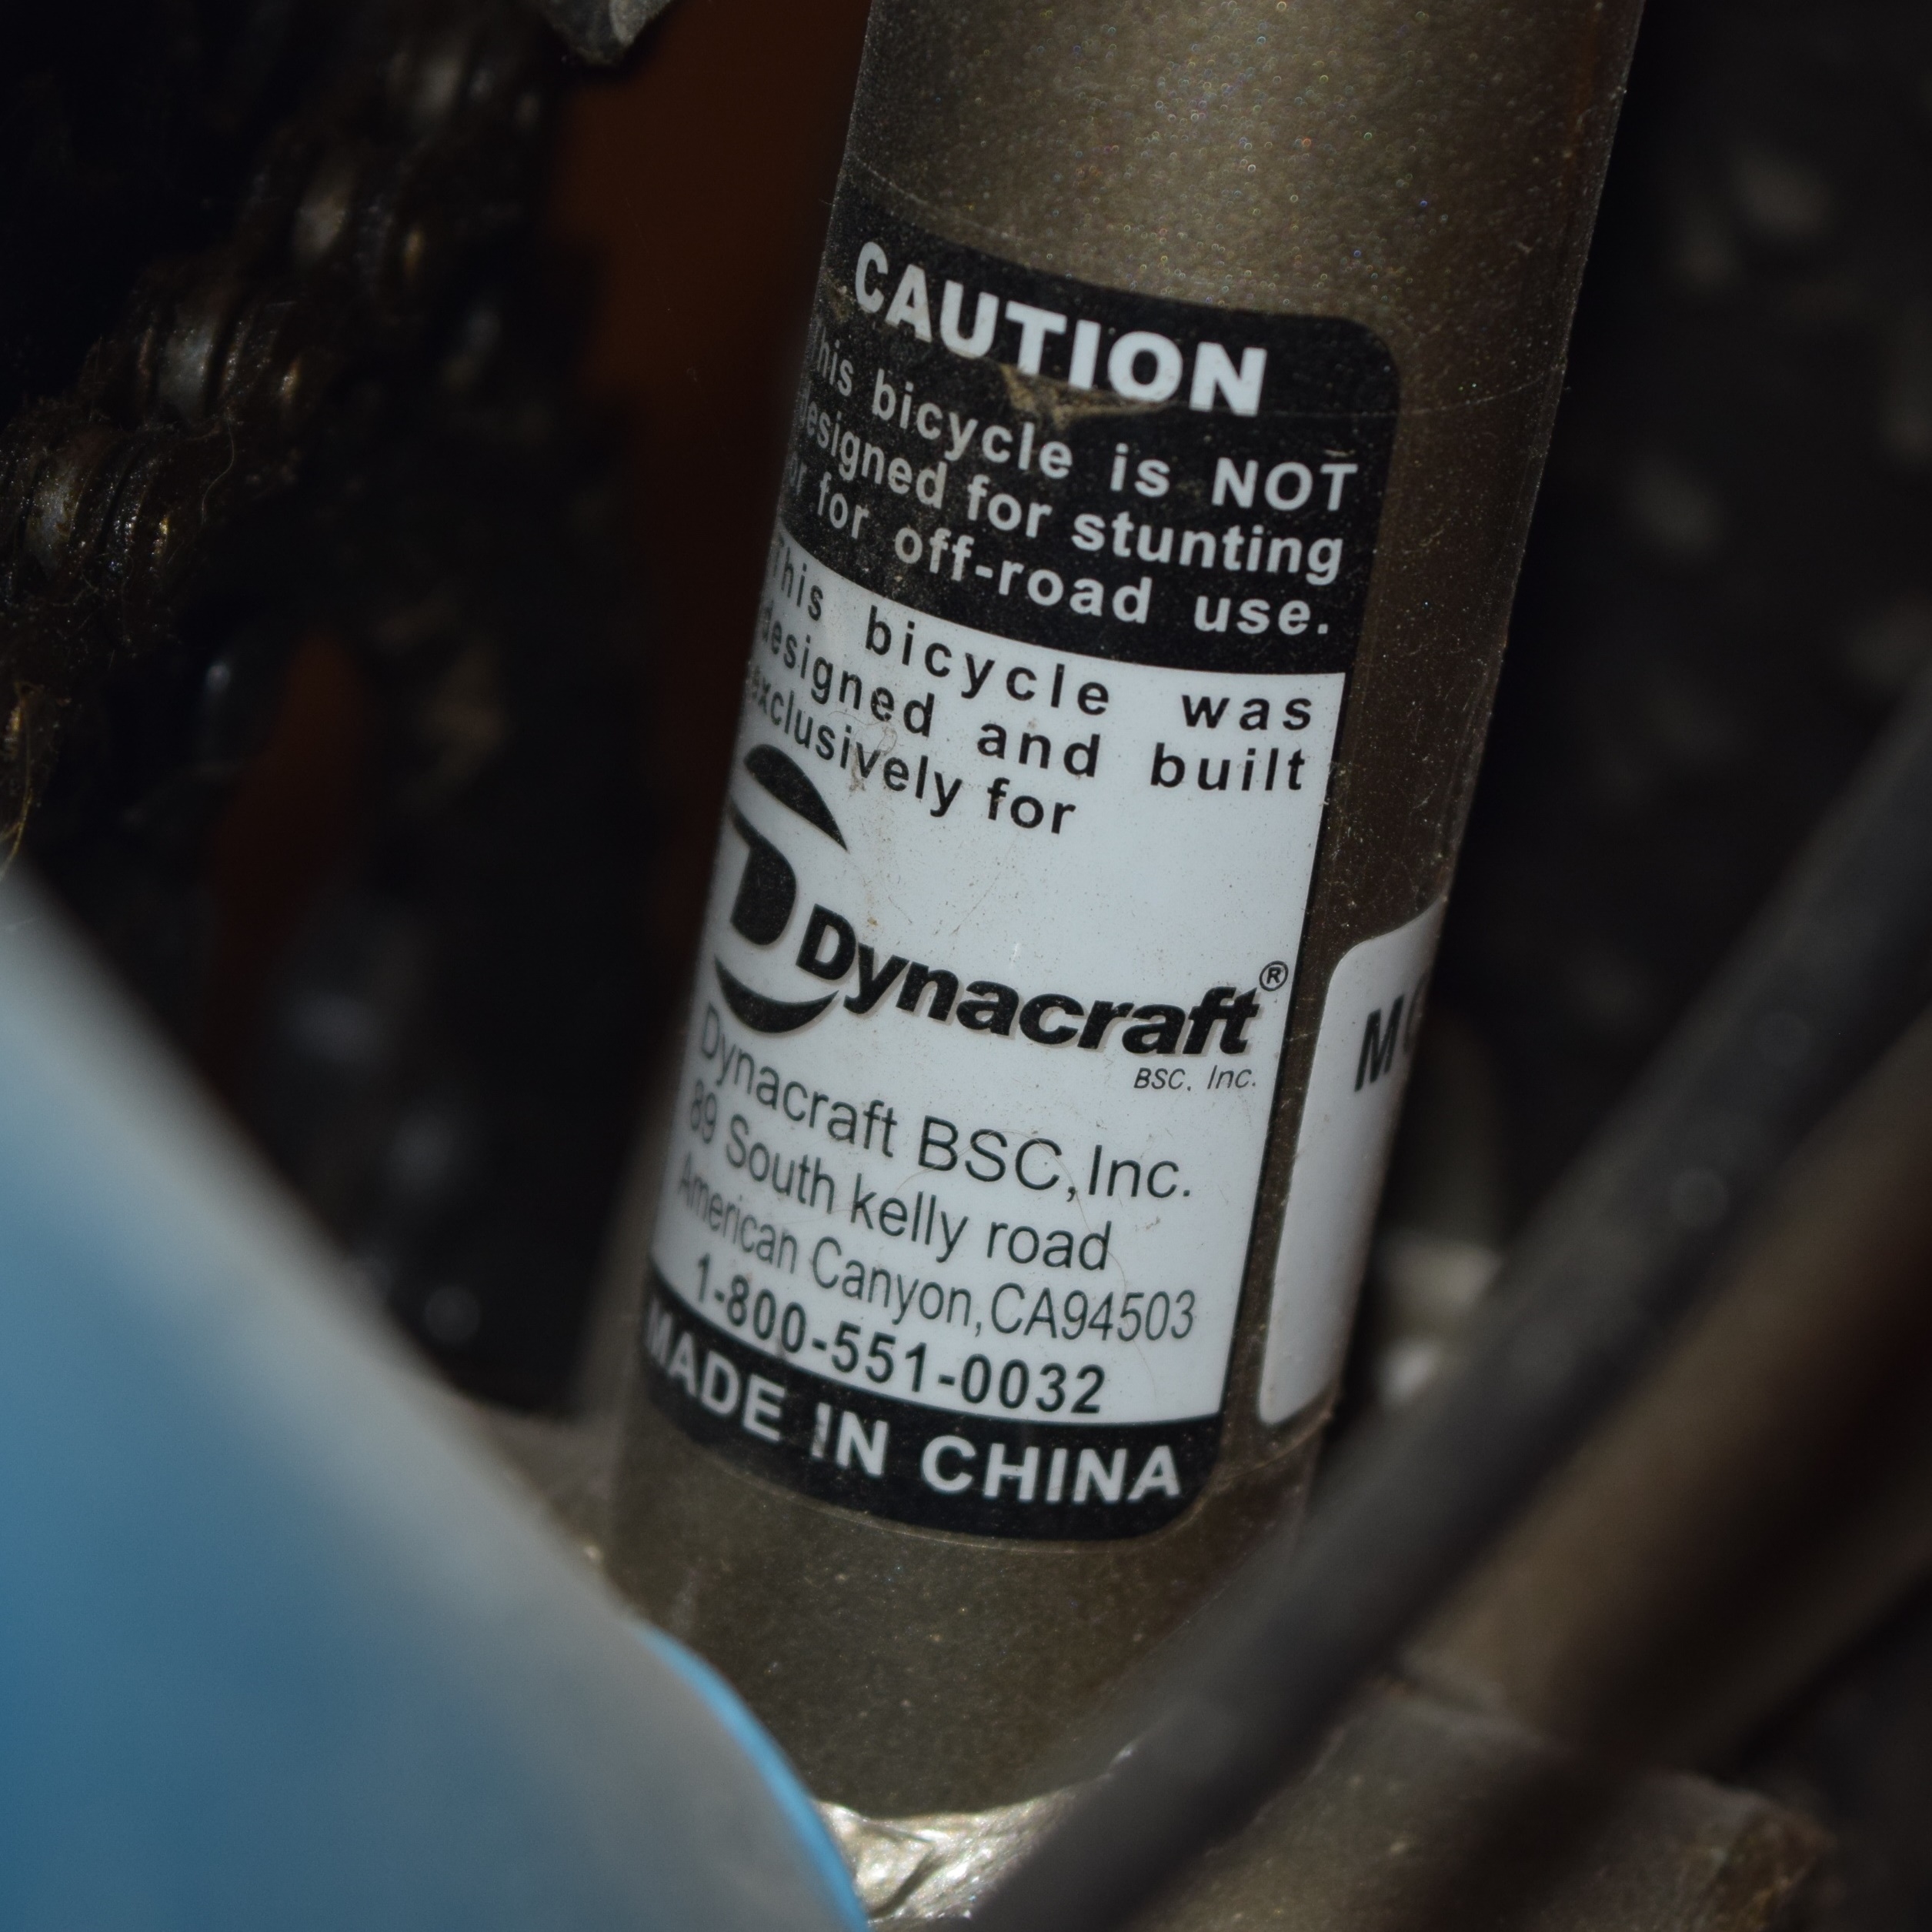 CAUTION
This bicycle is NOT
designed for stunting
or for off-road use.
This bicycle was
designed and built
exclusively for
D Dynacraft®
BSC, Inc.
Dynacraft BSC,Inc.
89 South kelly road
American Canyon,CA94503
1-800-551-0032
MADE IN CHINA